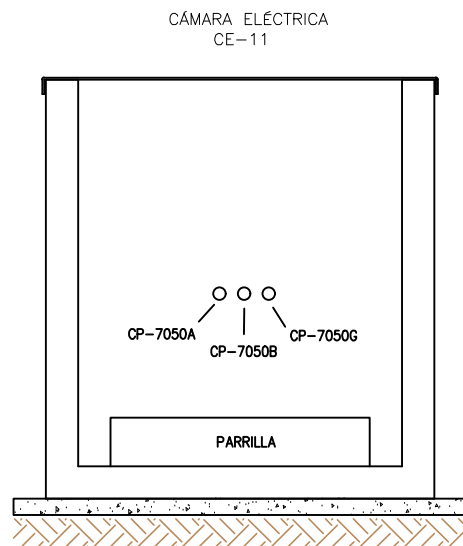 CÁMARA ELÉCTRICA
CE-11
CP-7050A
CP-7050B
CP-7050G
PARRILLA